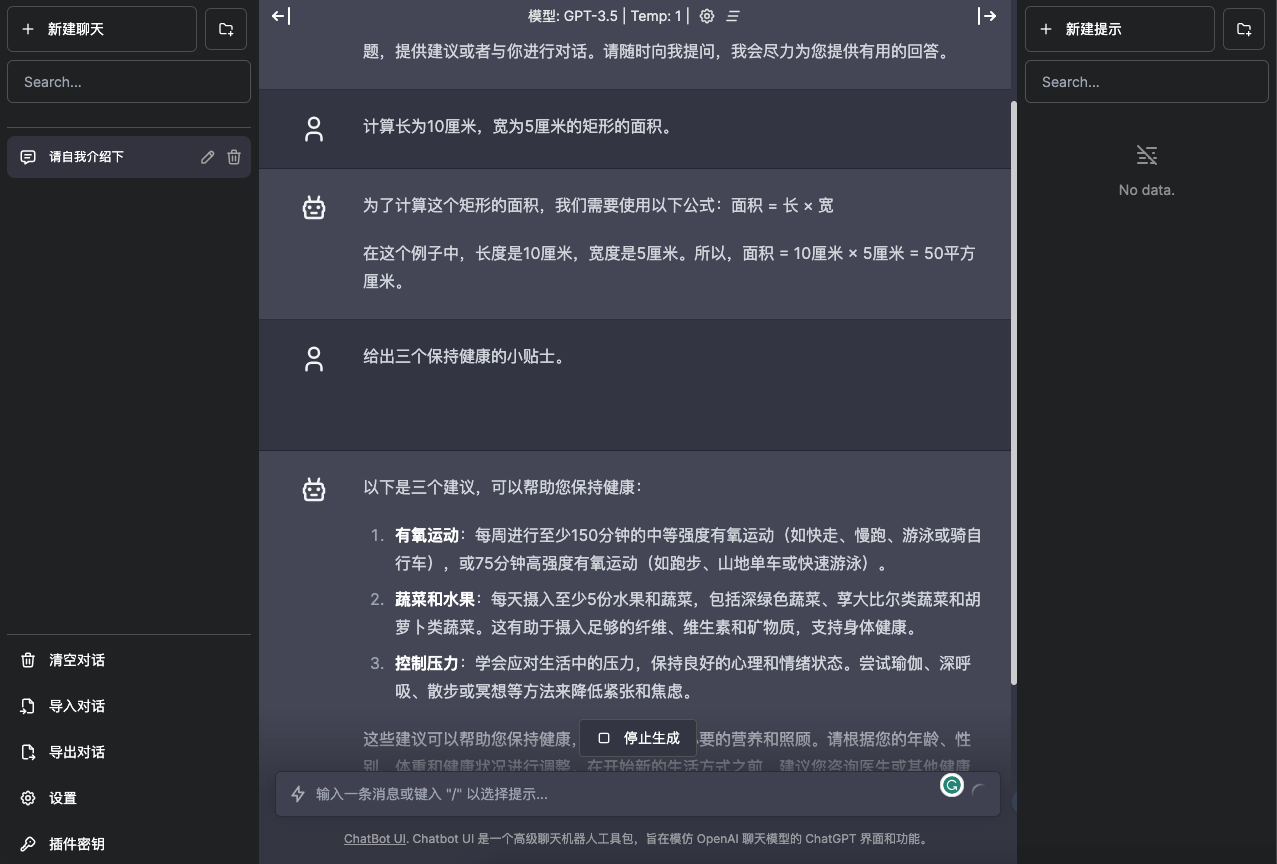 新建聊天
Search...
请自我介绍下
清空对话
导入对话
导出对话
设置
插件密钥
模型: GPT-3.5 | Temp: 1 |
题，提供建议或者与你进行对话。请随时向我提问，我会尽力为您提供有用的回答。
计算长为10厘米，宽为5厘米的矩形的面积。
为了计算这个矩形的面积，我们需要使用以下公式：面积 = 长 × 宽
在这个例子中，长度是10厘米，宽度是5厘米。所以，面积 = 10厘米 × 5厘米 = 50平方
厘米。
给出三个保持健康的小贴士。
以下是三个建议，可以帮助您保持健康：
1. 有氧运动：每周进行至少150分钟的中等强度有氧运动（如快走、慢跑、游泳或骑自
行车），或75分钟高强度有氧运动（如跑步、山地单车或快速游泳）。
2. 蔬菜和水果：每天摄入至少5份水果和蔬菜，包括深绿色蔬菜、莩大比尔类蔬菜和胡
萝卜类蔬菜。这有助于摄入足够的纤维、维生素和矿物质，支持身体健康。
3. 控制压力：学会应对生活中的压力，保持良好的心理和情绪状态。尝试瑜伽、深呼
吸、散步或冥想等方法来降低紧张和焦虑。
这些建议可以帮助您保持健康，
停止生成
要的营养和照顾。请根据您的年龄、性
别、体重和健康状况进行调整，在开始新的生活方式之前，建议您咨询医生或其他健康
输入一条消息或键入 "/" 以选择提示...
ChatBot UI. Chatbot UI 是一个高级聊天机器人工具包，旨在模仿 OpenAI 聊天模型的 ChatGPT 界面和功能。
新建提示
Search...
No data.